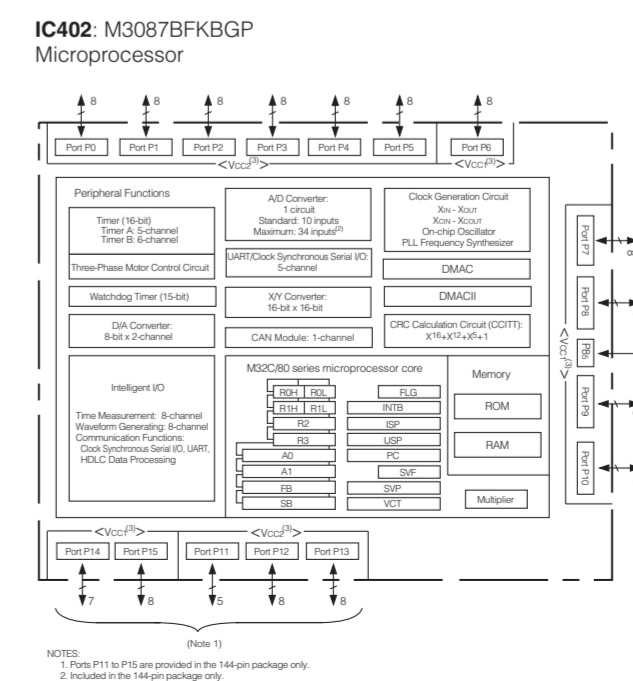 IC402: M3087BFKBGP
Microprocessor
8 8 8 8 8 8 8
Port P0 Port P1 Port P2 Port P3 Port P4 Port P5 Port P6
<VCC2(3)> <VCC1(3)>
Peripheral Functions
Timer (16-bit)
Timer A: 5-channel
Timer B: 6-channel
Three-Phase Motor Control Circuit
Watchdog Timer (15-bit)
D/A Converter:
8-bit x 2-channel
Intelligent I/O
Time Measurement: 8-channel
Waveform Generating: 8-channel
Communication Functions:
Clock Synchronous Serial I/O, UART,
HDLC Data Processing
A/D Converter:
1 circuit
Standard: 10 inputs
Maximum: 34 inputs(2)
UART/Clock Synchronous Serial I/O:
5-channel
X/Y Converter:
16-bit x 16-bit
CAN Module: 1-channel
Clock Generation Circuit
XIN - XOUT
XCIN - XCOUT
On-chip Oscillator
PLL Frequency Synthesizer
DMAC
DMACII
CRC Calculation Circuit (CCITT):
X16+X12+X5+1
M32C/80 series microprocessor core
R0H R0L
R1H R1L
R2
R3
A0
A1
FB
SB
FLG
INTB
ISP
USP
PC
SVF
SVP
VCT
Memory
ROM
RAM
Multiplier
<VCC1(3)>
Port P7
8
Port P8
P85
Port P9
Port P10
<VCC1(3)> <VCC2(3)>
Port P14 Port P15 Port P11 Port P12 Port P13
7 8 5 8 8
(Note 1)
NOTES:
1. Ports P11 to P15 are provided in the 144-pin package only.
2. Included in the 144-pin package only.